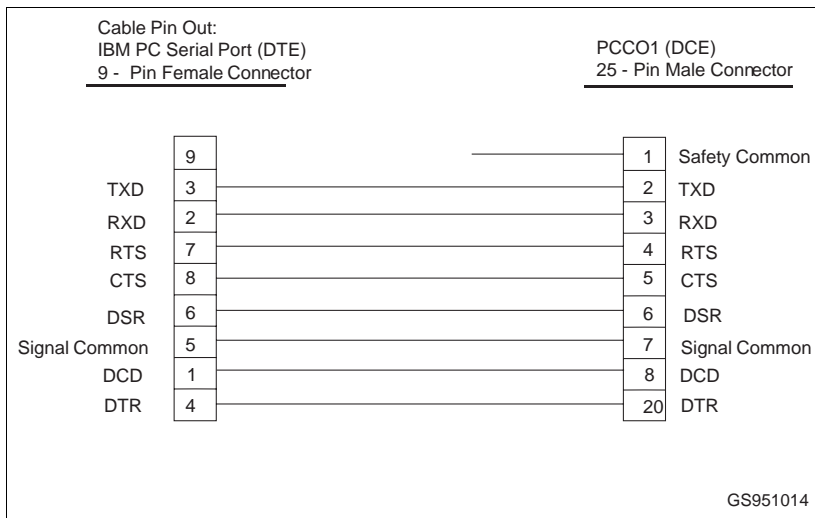 Cable Pin Out:
IBM PC Serial Port (DTE)
9 - Pin Female Connector
PCCO1 (DCE)
25 - Pin Male Connector
9
1 Safety Common
TXD 3
2 TXD
RXD 2
3 RXD
RTS 7
4 RTS
CTS 8
5 CTS
DSR 6
6 DSR
Signal Common 5
7 Signal Common
DCD 1
8 DCD
DTR 4
20 DTR
GS951014